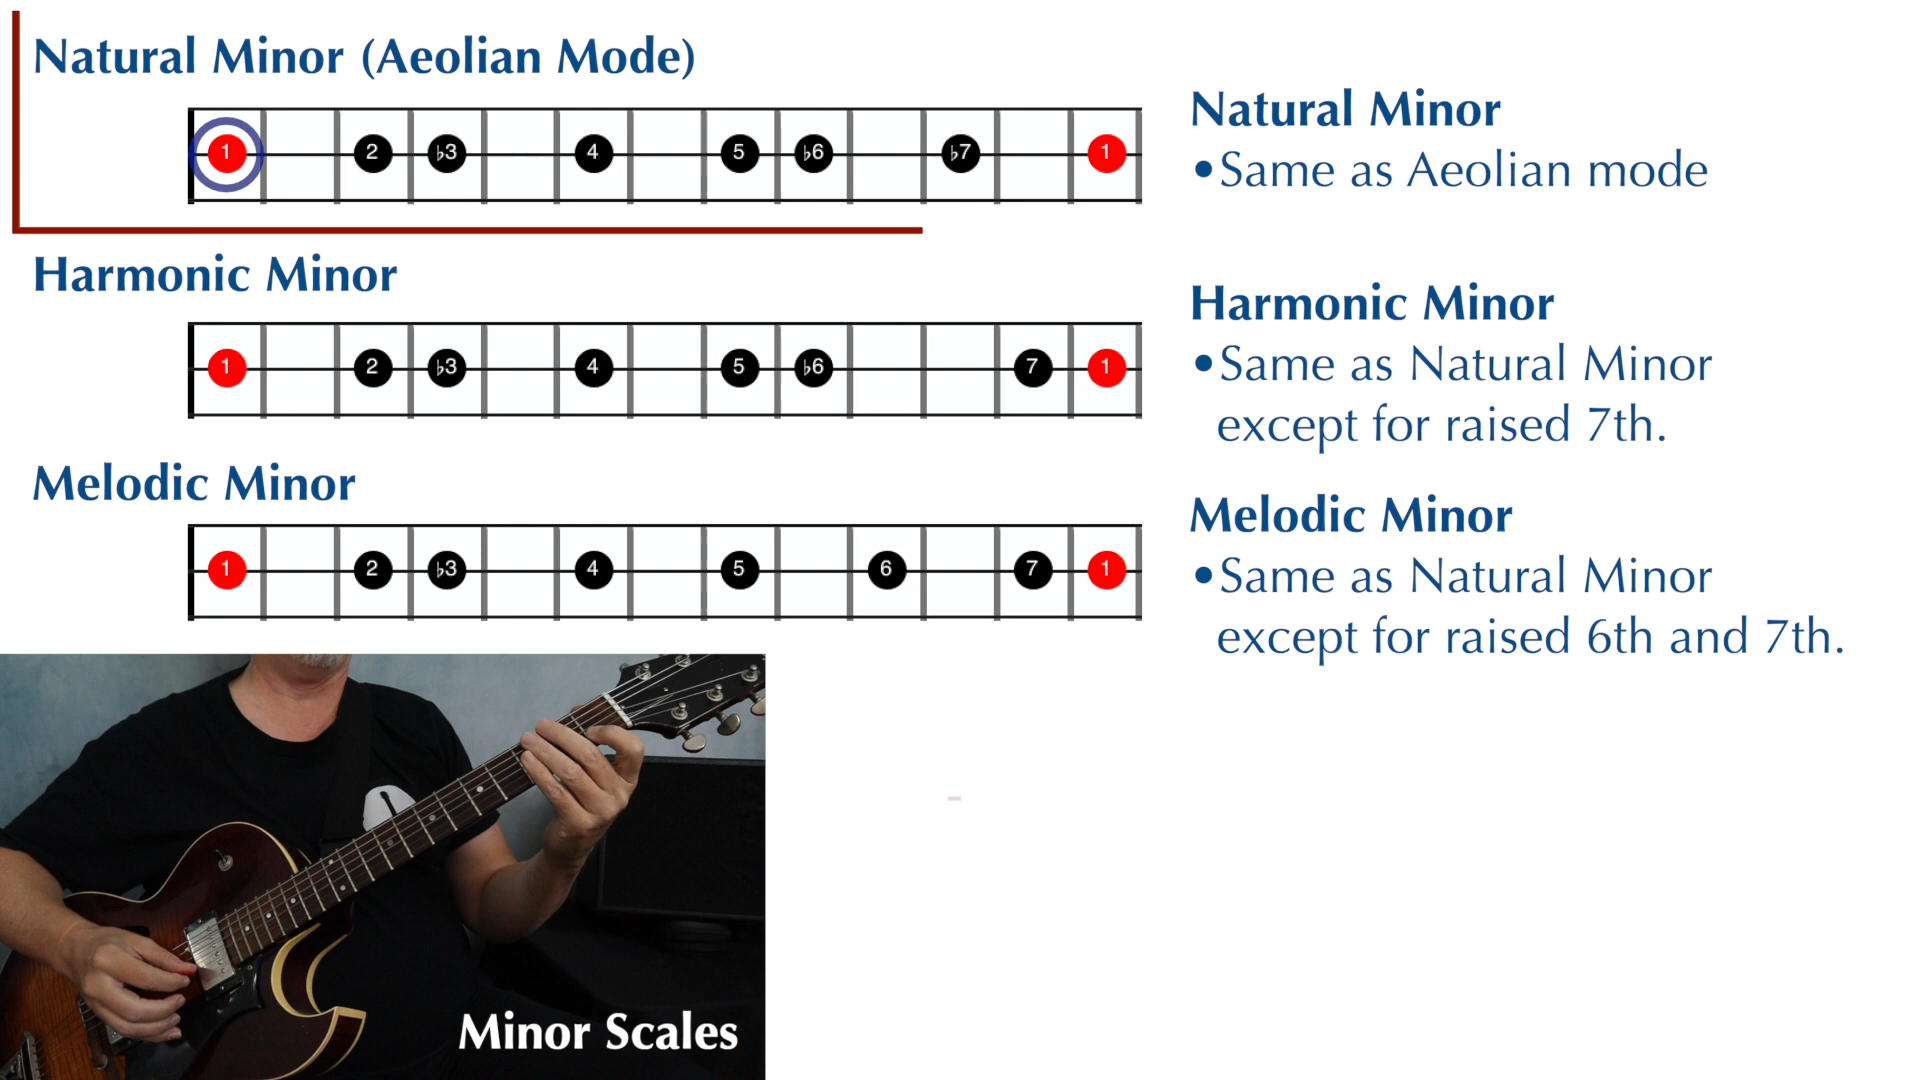 Natural Minor (Aeolian Mode)
1 2 ♭3 4 5 ♭6 ♭7 1
Harmonic Minor
1 2 ♭3 4 5 ♭6 7 1
Melodic Minor
1 2 ♭3 4 5 6 7 1
Natural Minor
•Same as Aeolian mode
Harmonic Minor
•Same as Natural Minor
except for raised 7th.
Melodic Minor
•Same as Natural Minor
except for raised 6th and 7th.
Minor Scales